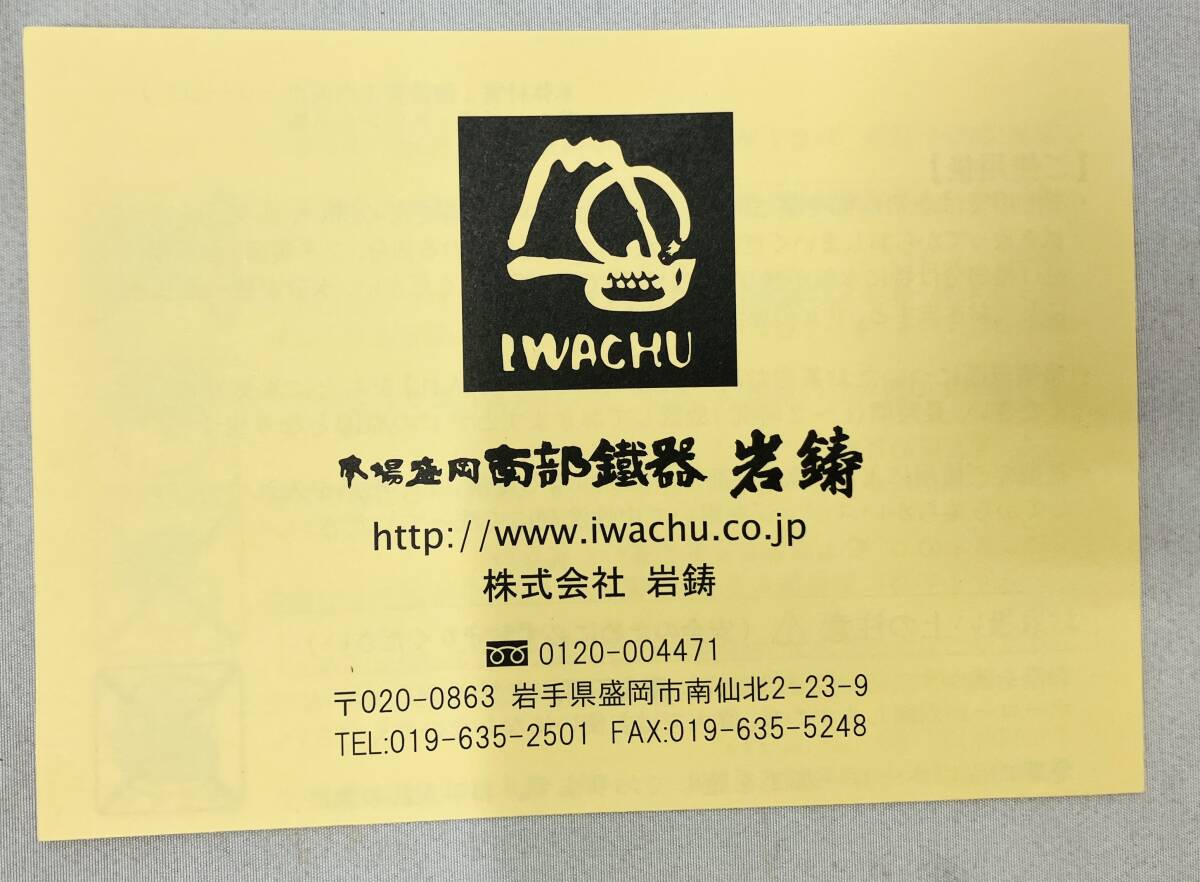 IWACHU
本場盛岡 南部鐵器 岩鋳
http://www.iwachu.co.jp
株式会社 岩鋳
0120-004471
〒020-0863 岩手県盛岡市南仙北2-23-9
TEL:019-635-2501 FAX:019-635-5248